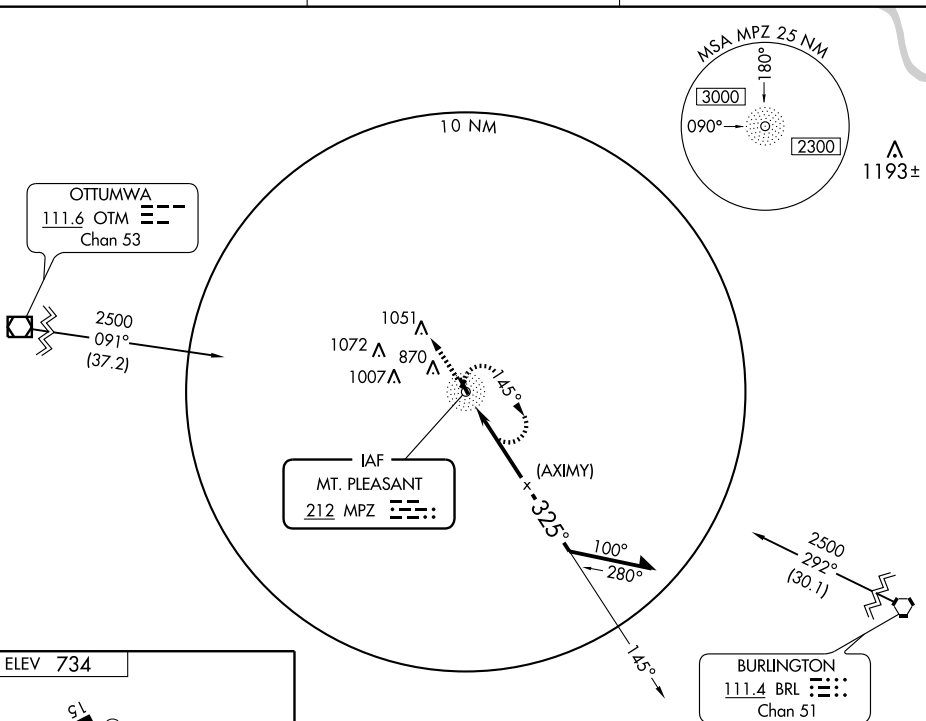 MSA MPZ 25 NM
180°
3000
090°
2300
1193±
10 NM
OTTUMWA
111.6 OTM
Chan 53
2500
091°
(37.2)
1051
1072
870
1007
145°
IAF
MT. PLEASANT
212 MPZ
(AXIMY)
325°
100°
280°
2500
292°
(30.1)
145°
BURLINGTON
111.4 BRL
Chan 51
ELEV 734
15